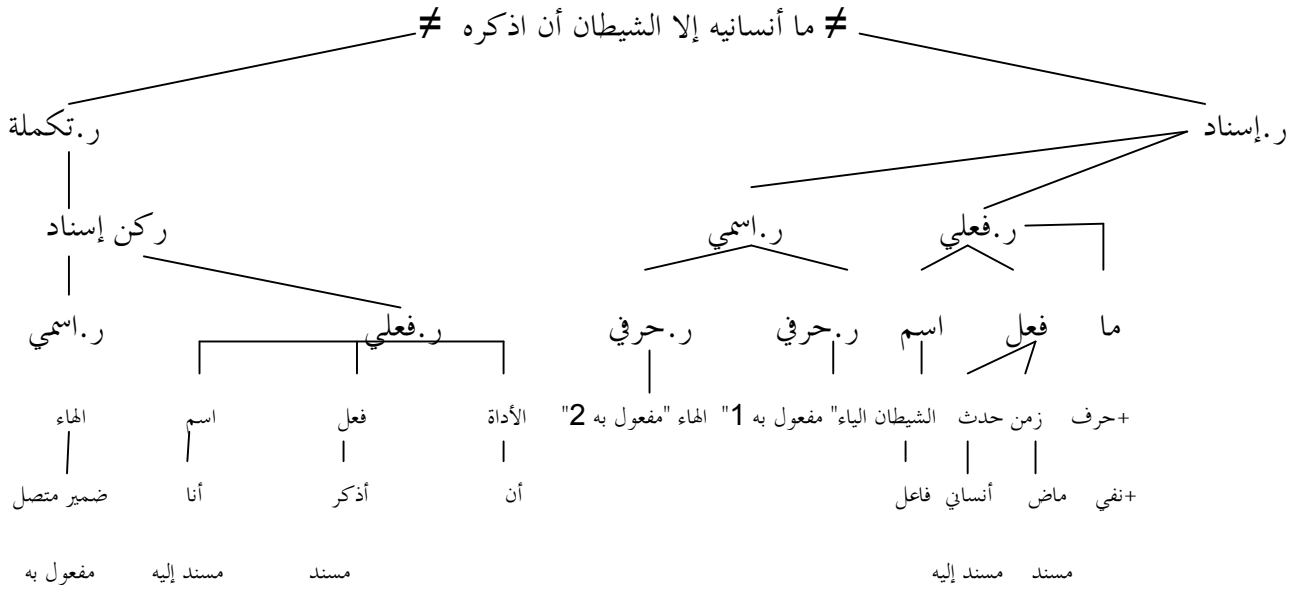 ≠ ما أنسانيه إلا الشيطان أن اذكره ≠
ر.إسناد ر.تكملة
ر.فعلي ر.اسمي ركن إسناد
ما فعل اسم ر.حرفي ر.حرفي ر.فعلي ر.اسمي
+حرف زمن حدث الشيطان الياء" مفعول به 1" الهاء "مفعول به 2" الأداة فعل اسم الهاء
+نفي ماض أنساني فاعل أن أذكر أنا ضمير متصل
مسند مسند إليه مسند مسند إليه مفعول به